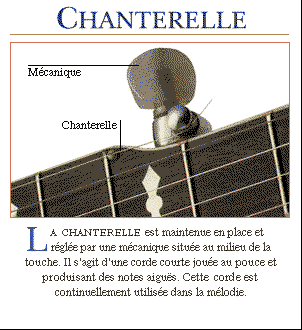 CHANTERELLE
Mécanique
Chanterelle
LA CHANTERELLE est maintenue en place et
réglée par une mécanique située au milieu de la
touche. Il s'agit d'une corde courte jouée au pouce et
produisant des notes aiguës. Cette corde est
continuellement utilisée dans la mélodie.